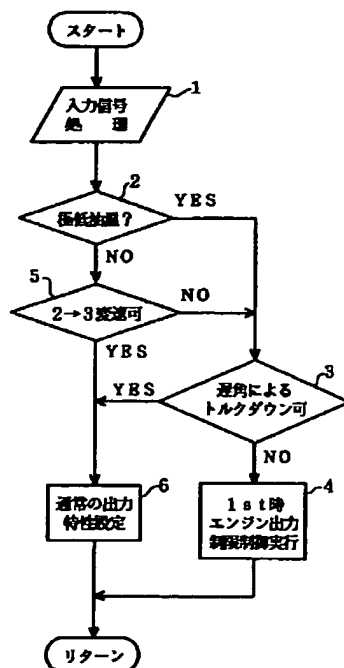 スタート
1
入力信号
処 理
2
極低油温?
YES
NO
5
2→3変速可
NO
YES
3
遅角による
トルクダウン可
YES
NO
6
通常の出力
特性設定
4
1st時
エンジン出力
制限制御実行
リターン